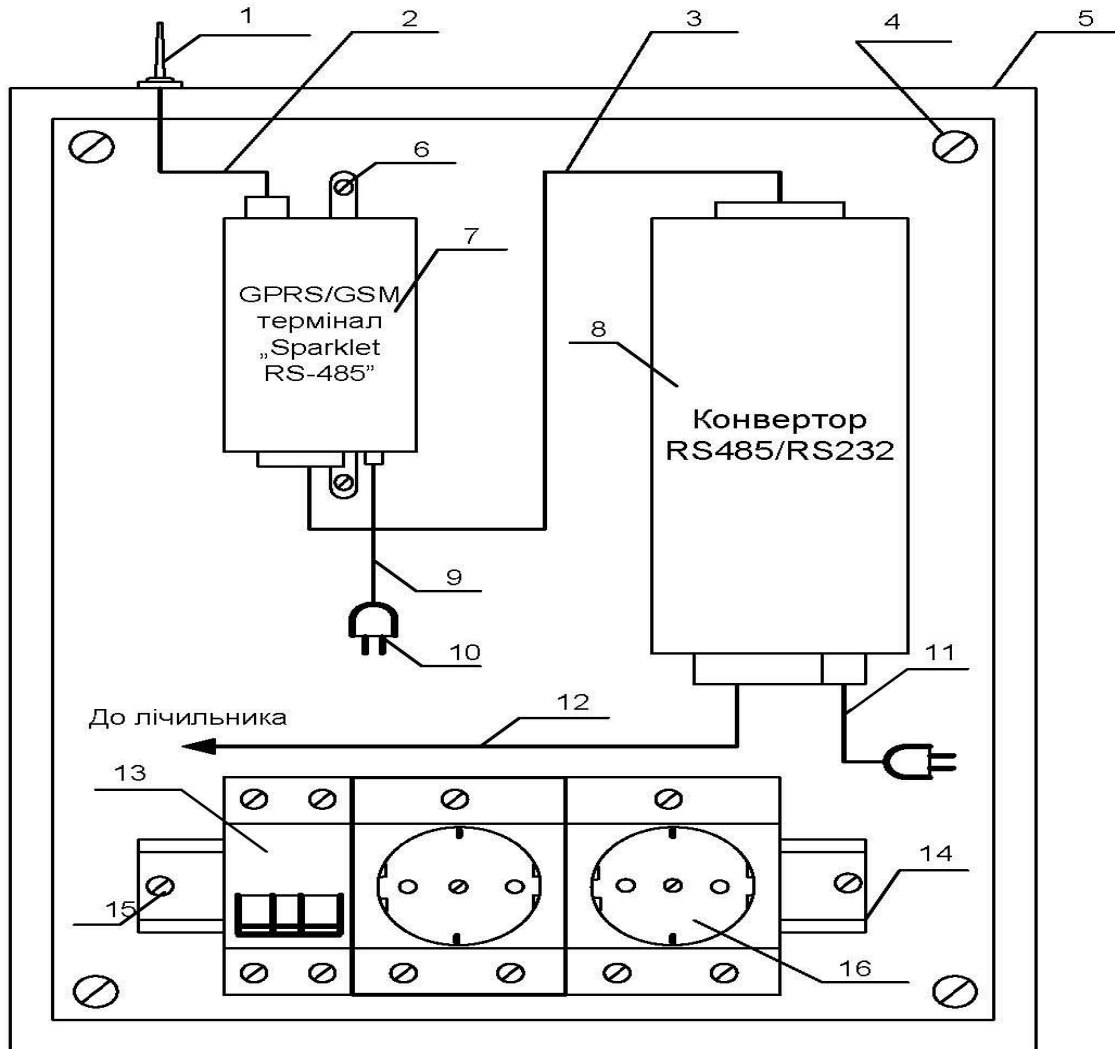 1
2
3
4
5
6
7
GPRS/GSM
термінал
„Sparklet
RS-485”
8
Конвертор
RS485/RS232
9
10
11
До лічильника
12
13
14
15
16